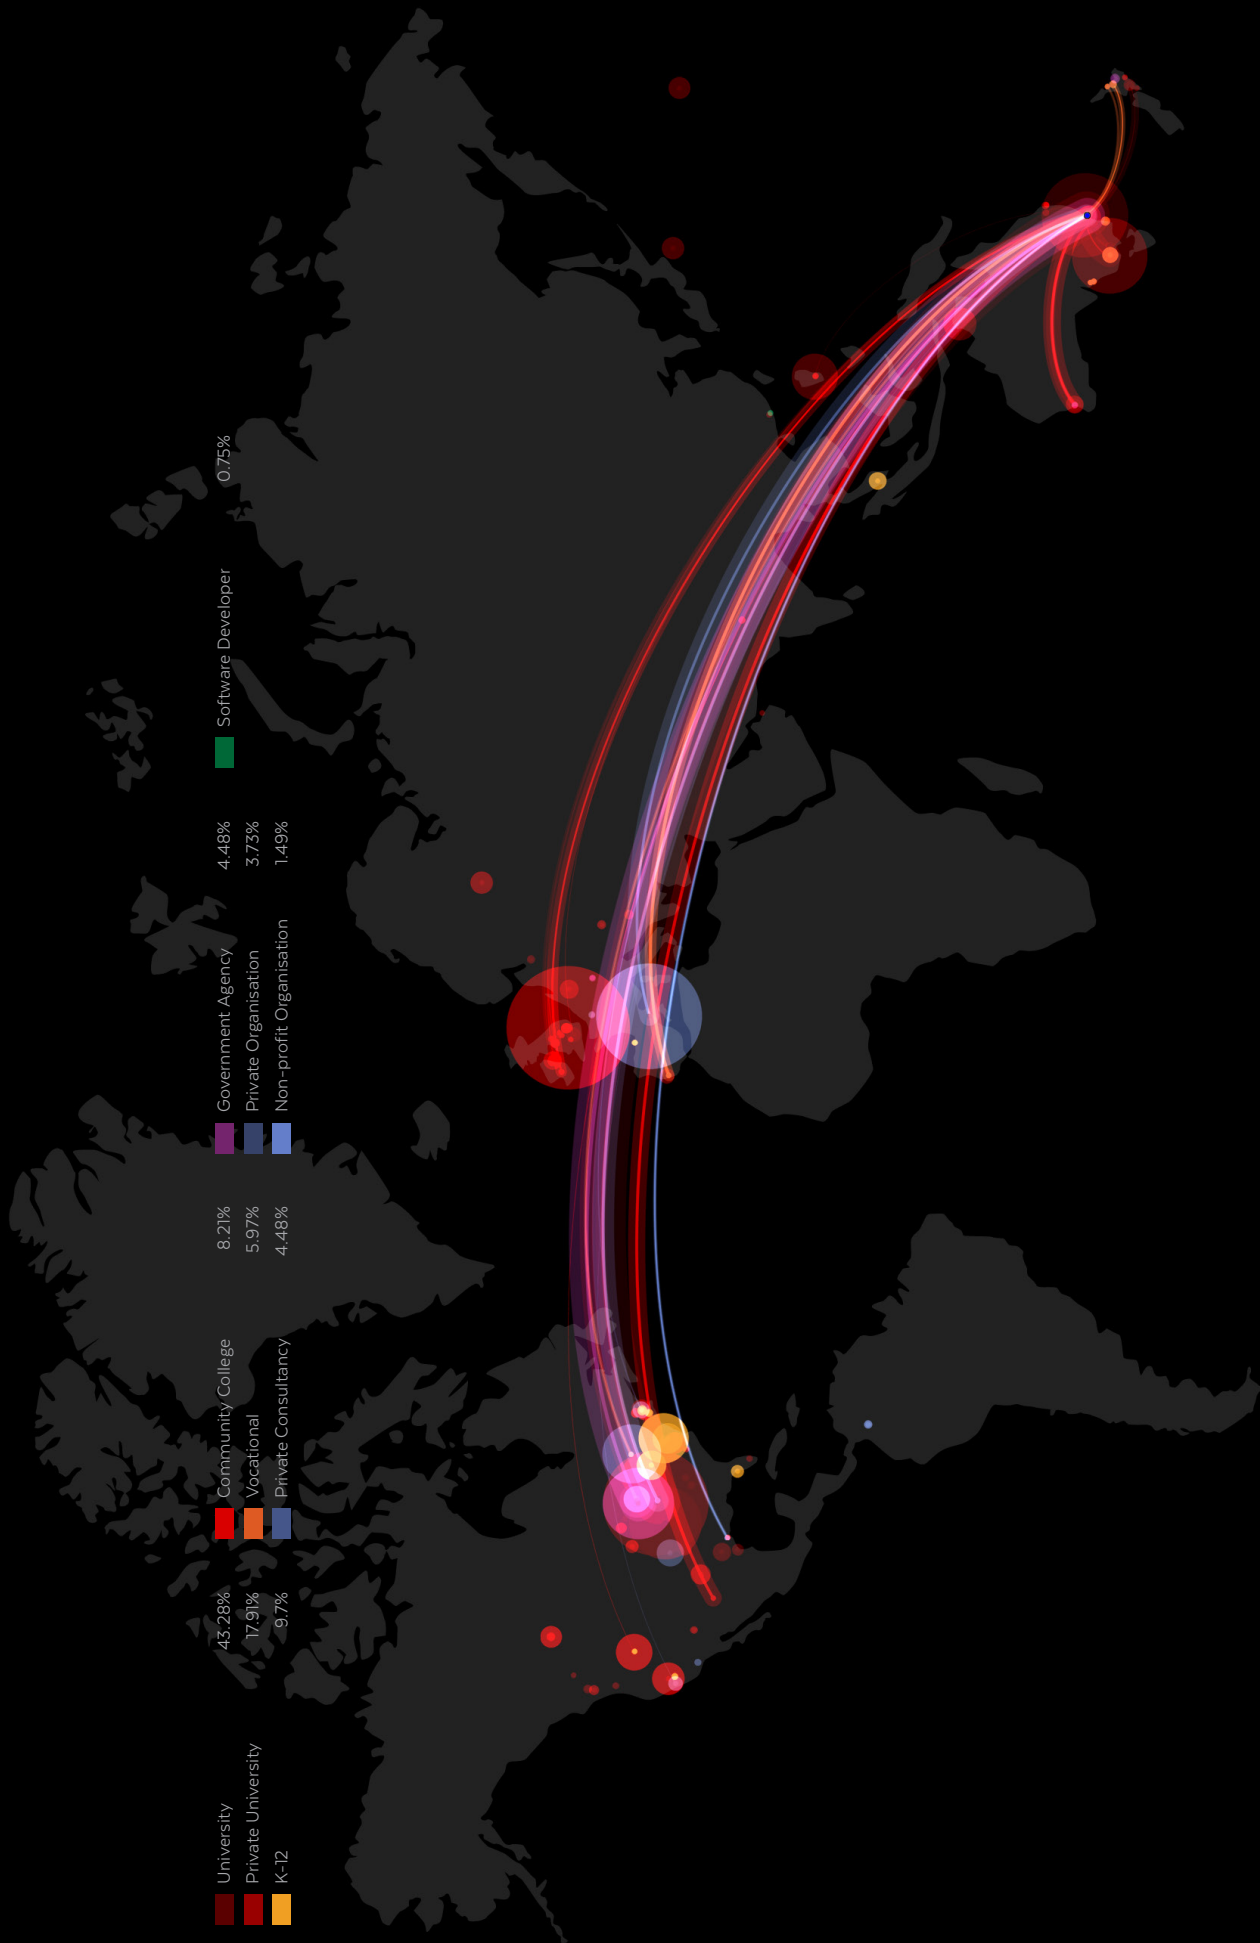 University 43.28%
Private University 17.91%
K-12 9.7%
Community College 8.21%
Vocational 5.97%
Private Consultancy 4.48%
Government Agency 4.48%
Private Organisation 3.73%
Non-profit Organisation 1.49%
Software Developer 0.75%